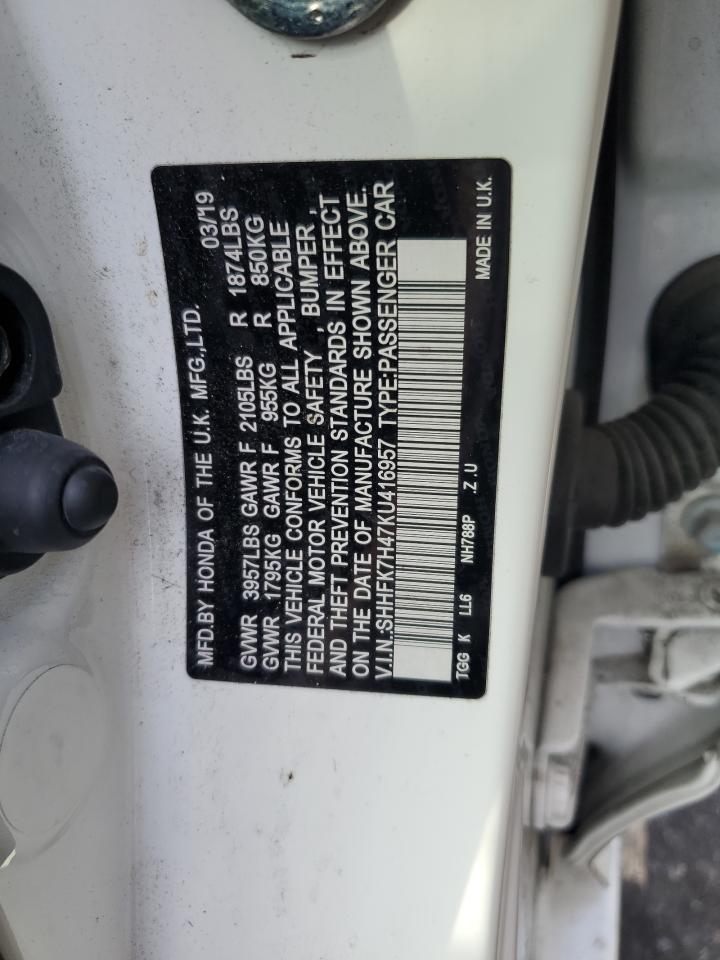 MFD.BY HONDA OF THE U.K. MFG.,LTD. 03/19
GVWR 3957LBS GAWR F 2105LBS R 1874LBS
GVWR 1795KG GAWR F 955KG R 850KG
THIS VEHICLE CONFORMS TO ALL APPLICABLE
FEDERAL MOTOR VEHICLE SAFETY , BUMPER ,
AND THEFT PREVENTION STANDARDS IN EFFECT
ON THE DATE OF MANUFACTURE SHOWN ABOVE.
V.I.N.:SHHFK7H47KU416957 TYPE:PASSENGER CAR
TGG K LL6 NH788P .Z U MADE IN U.K.